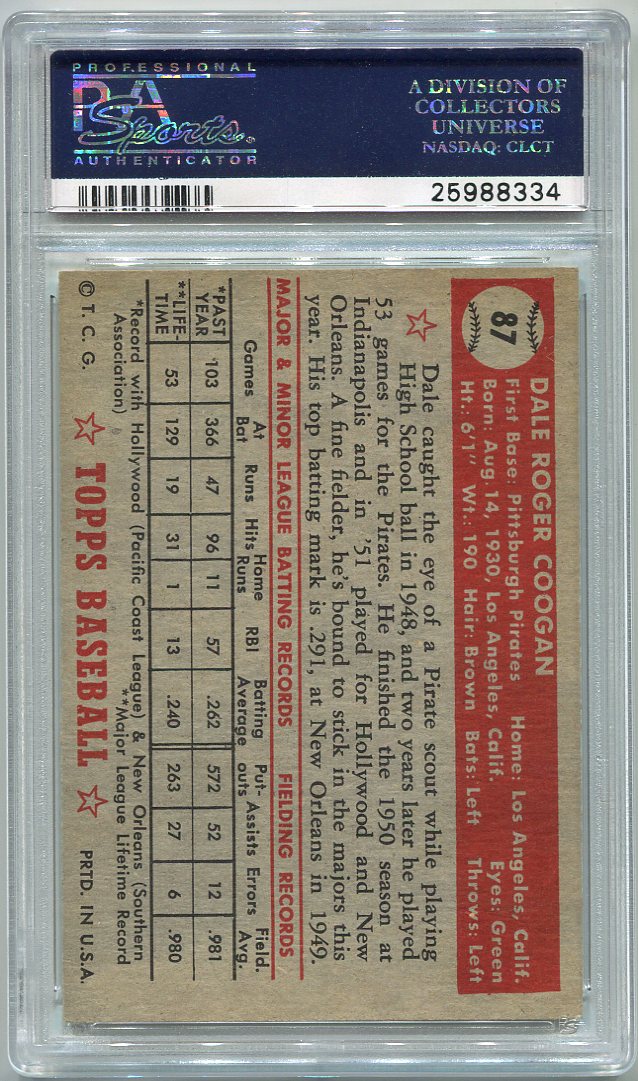 PROFESSIONAL
PSA
Sports
AUTHENTICATOR
A DIVISION OF
COLLECTORS
UNIVERSE
NASDAQ: CLCT
25988334
87
DALE ROGER COOGAN
First Base: Pittsburgh Pirates Home: Los Angeles, Calif.
Born: Aug. 14, 1930, Los Angeles, Calif. Eyes: Green
Ht.: 6'1" Wt.: 190 Hair: Brown Bats: Left Throws: Left
Dale caught the eye of a Pirate scout while playing
High School ball in 1948, and two years later he played
53 games for the Pirates. He finished the 1950 season at
Indianapolis and in '51 played for Hollywood and New
Orleans. A fine fielder, he's bound to stick in the majors this
year. His top batting mark is .291, at New Orleans in 1949.
MAJOR & MINOR LEAGUE BATTING RECORDS FIELDING RECORDS
Games At Bat Runs Hits Home Runs RBI Batting Average Put-outs Assists Errors Field. Avg.
*PAST YEAR 103 366 47 96 11 57 .262 572 52 12 .981
**LIFE-TIME 53 129 19 31 1 13 .240 263 27 6 .980
*Record with Hollywood (Pacific Coast League) & New Orleans (Southern
Association) **Major League Lifetime Record
© T. C. G. TOPPS BASEBALL PRTD. IN U.S.A.